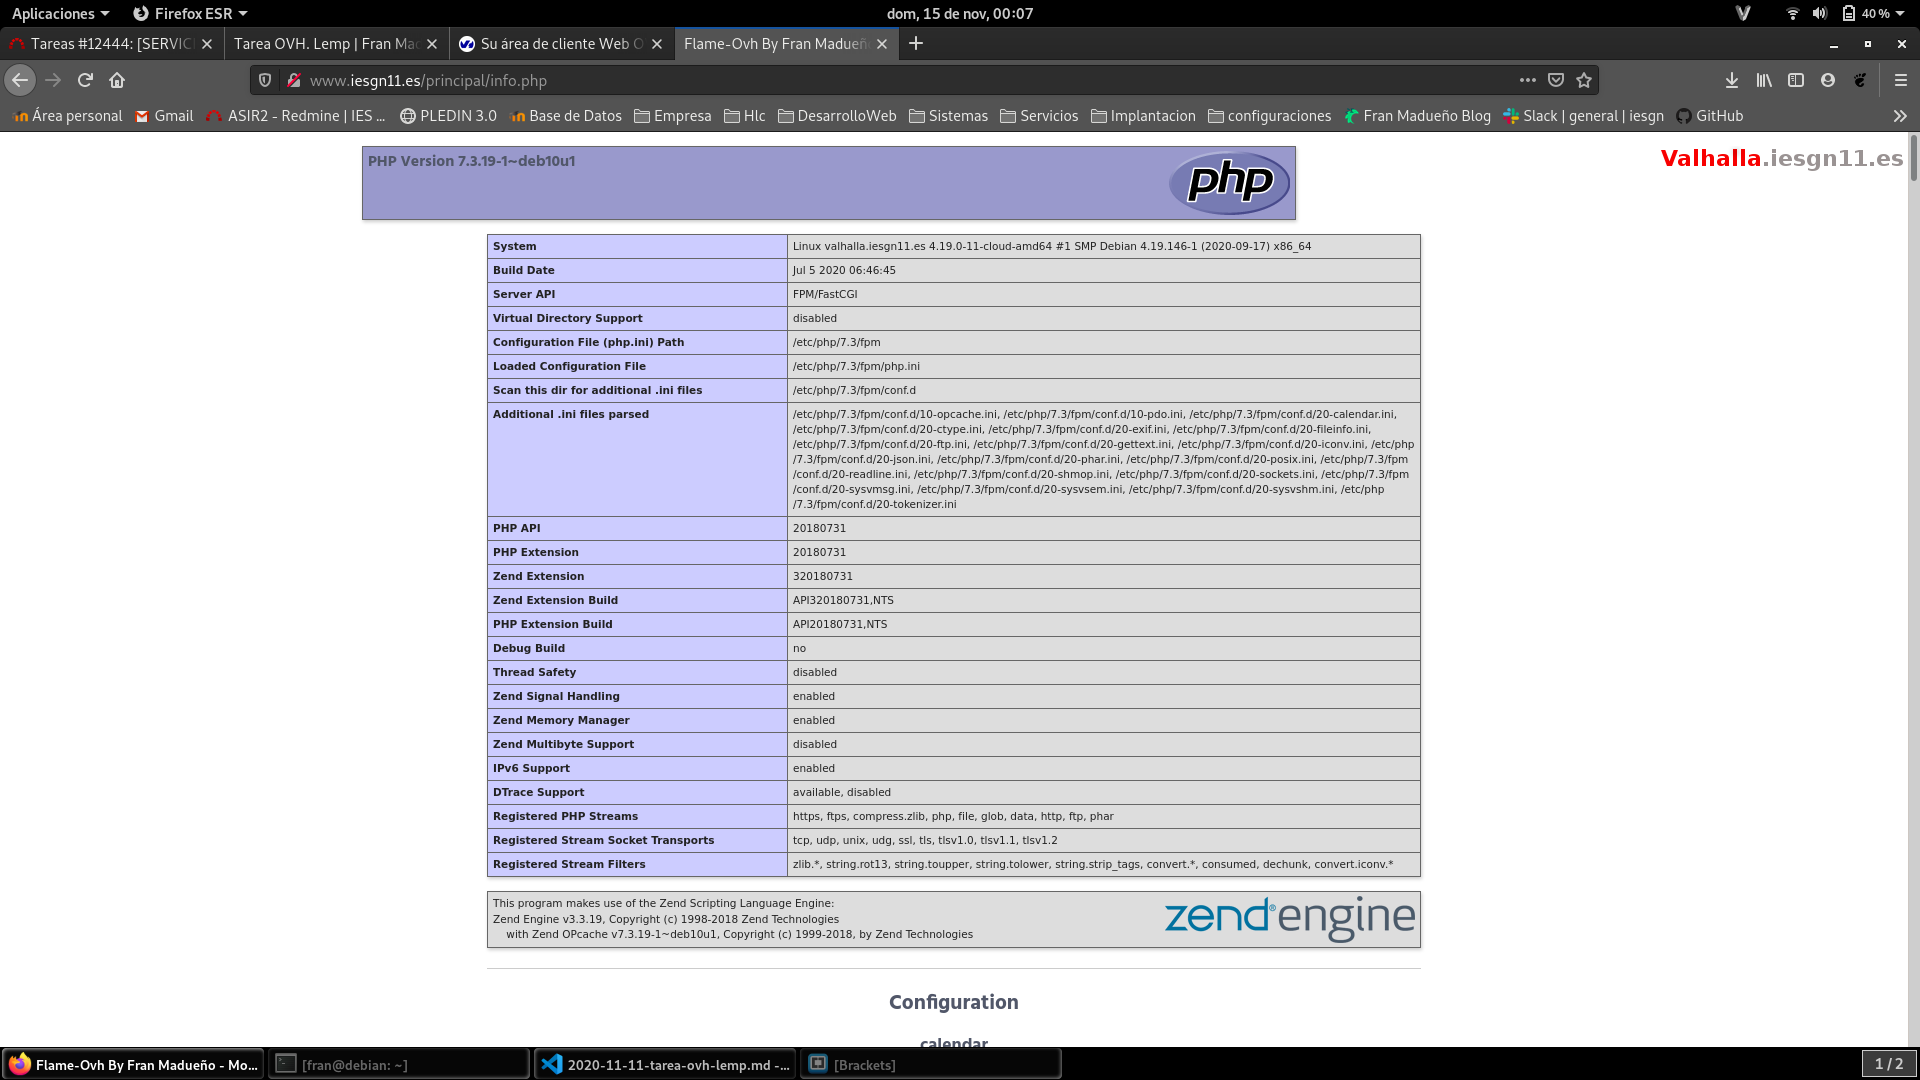 Aplicaciones
Firefox ESR
dom, 15 de nov, 00:07
40 %
Tareas #12444: [SERVIC
Tarea OVH. Lemp | Fran Mad
Su área de cliente Web O
Flame-Ovh By Fran Madueñ
www.iesgn11.es/principal/info.php
Área personal
Gmail
ASIR2 - Redmine | IES ...
PLEDIN 3.0
Base de Datos
Empresa
Hlc
DesarrolloWeb
Sistemas
Servicios
Implantacion
configuraciones
Fran Madueño Blog
Slack | general | iesgn
GitHub
Valhalla.iesgn11.es
PHP Version 7.3.19-1~deb10u1
php
System Linux valhalla.iesgn11.es 4.19.0-11-cloud-amd64 #1 SMP Debian 4.19.146-1 (2020-09-17) x86_64
Build Date Jul 5 2020 06:46:45
Server API FPM/FastCGI
Virtual Directory Support disabled
Configuration File (php.ini) Path /etc/php/7.3/fpm
Loaded Configuration File /etc/php/7.3/fpm/php.ini
Scan this dir for additional .ini files /etc/php/7.3/fpm/conf.d
Additional .ini files parsed /etc/php/7.3/fpm/conf.d/10-opcache.ini, /etc/php/7.3/fpm/conf.d/10-pdo.ini, /etc/php/7.3/fpm/conf.d/20-calendar.ini,
/etc/php/7.3/fpm/conf.d/20-ctype.ini, /etc/php/7.3/fpm/conf.d/20-exif.ini, /etc/php/7.3/fpm/conf.d/20-fileinfo.ini,
/etc/php/7.3/fpm/conf.d/20-ftp.ini, /etc/php/7.3/fpm/conf.d/20-gettext.ini, /etc/php/7.3/fpm/conf.d/20-iconv.ini, /etc/php
/7.3/fpm/conf.d/20-json.ini, /etc/php/7.3/fpm/conf.d/20-phar.ini, /etc/php/7.3/fpm/conf.d/20-posix.ini, /etc/php/7.3/fpm
/conf.d/20-readline.ini, /etc/php/7.3/fpm/conf.d/20-shmop.ini, /etc/php/7.3/fpm/conf.d/20-sockets.ini, /etc/php/7.3/fpm
/conf.d/20-sysvmsg.ini, /etc/php/7.3/fpm/conf.d/20-sysvsem.ini, /etc/php/7.3/fpm/conf.d/20-sysvshm.ini, /etc/php
/7.3/fpm/conf.d/20-tokenizer.ini
PHP API 20180731
PHP Extension 20180731
Zend Extension 320180731
Zend Extension Build API320180731,NTS
PHP Extension Build API20180731,NTS
Debug Build no
Thread Safety disabled
Zend Signal Handling enabled
Zend Memory Manager enabled
Zend Multibyte Support disabled
IPv6 Support enabled
DTrace Support available, disabled
Registered PHP Streams https, ftps, compress.zlib, php, file, glob, data, http, ftp, phar
Registered Stream Socket Transports tcp, udp, unix, udg, ssl, tls, tlsv1.0, tlsv1.1, tlsv1.2
Registered Stream Filters zlib.*, string.rot13, string.toupper, string.tolower, string.strip_tags, convert.*, consumed, dechunk, convert.iconv.*
This program makes use of the Zend Scripting Language Engine:
Zend Engine v3.3.19, Copyright (c) 1998-2018 Zend Technologies
with Zend OPcache v7.3.19-1~deb10u1, Copyright (c) 1999-2018, by Zend Technologies
zend® engine
Configuration
calendar
Flame-Ovh By Fran Madueño - Mo...
[fran@debian: ~]
2020-11-11-tarea-ovh-lemp.md -...
[Brackets]
1 / 2